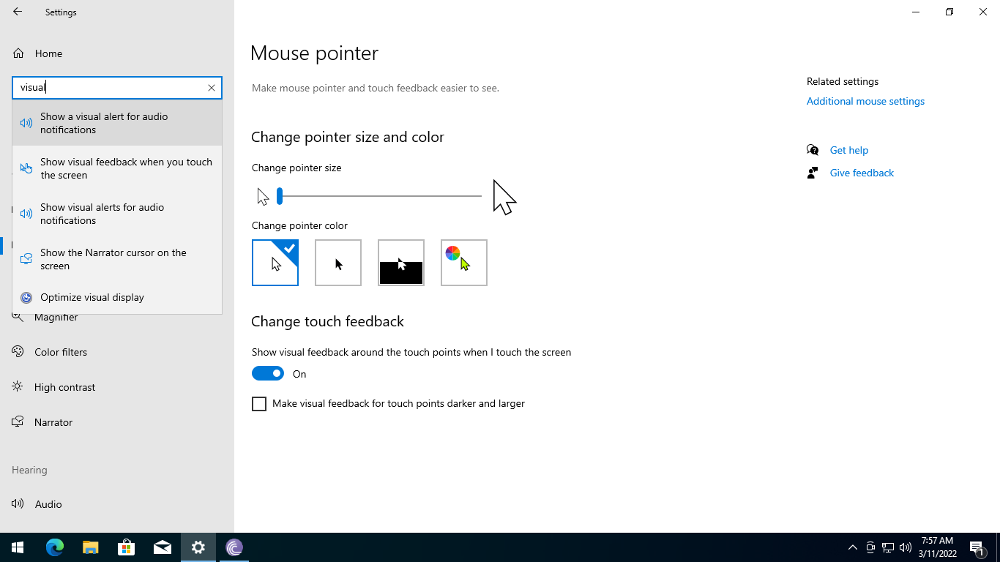 Settings
Home
visual
Show a visual alert for audio
notifications
Show visual feedback when you touch
the screen
Show visual alerts for audio
notifications
Show the Narrator cursor on the
screen
Optimize visual display
Magnifier
Color filters
High contrast
Narrator
Hearing
Audio
Mouse pointer
Make mouse pointer and touch feedback easier to see.
Change pointer size and color
Change pointer size
Change pointer color
Change touch feedback
Show visual feedback around the touch points when I touch the screen
On
Make visual feedback for touch points darker and larger
Related settings
Additional mouse settings
Get help
Give feedback
7:57 AM
3/11/2022
1